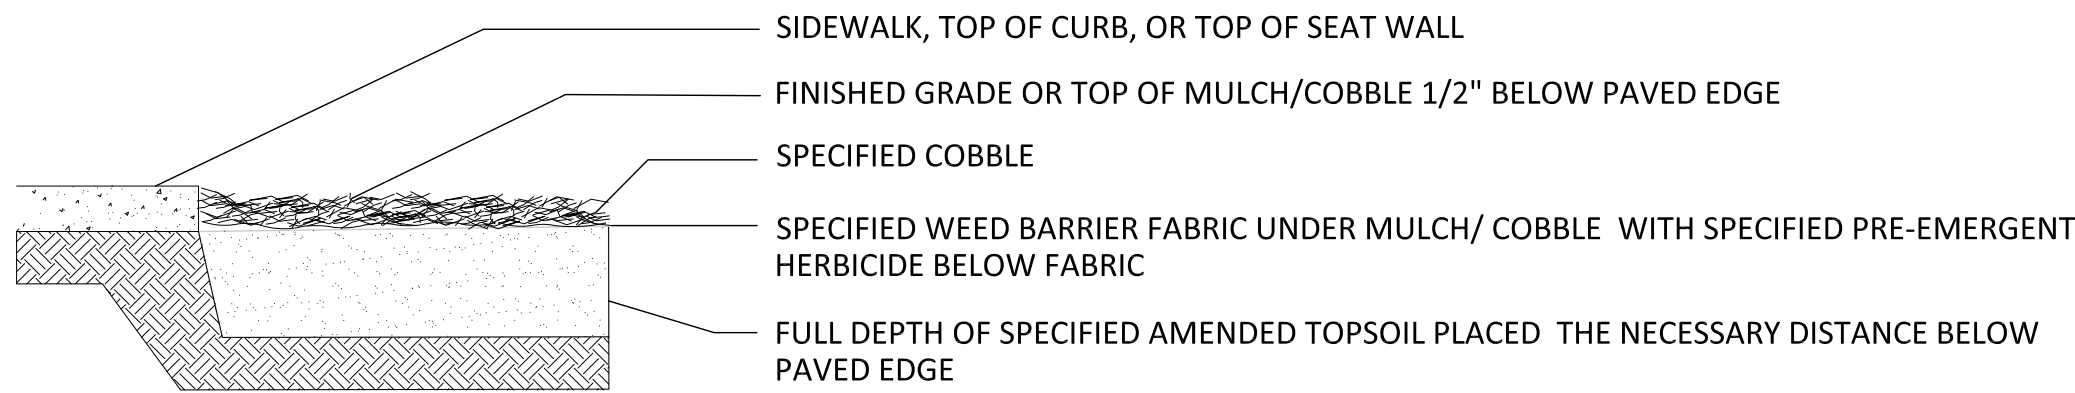 SIDEWALK, TOP OF CURB, OR TOP OF SEAT WALL
FINISHED GRADE OR TOP OF MULCH/COBBLE 1/2" BELOW PAVED EDGE
SPECIFIED COBBLE
SPECIFIED WEED BARRIER FABRIC UNDER MULCH/ COBBLE  WITH SPECIFIED PRE-EMERGENT
HERBICIDE BELOW FABRIC
FULL DEPTH OF SPECIFIED AMENDED TOPSOIL PLACED  THE NECESSARY DISTANCE BELOW
PAVED EDGE